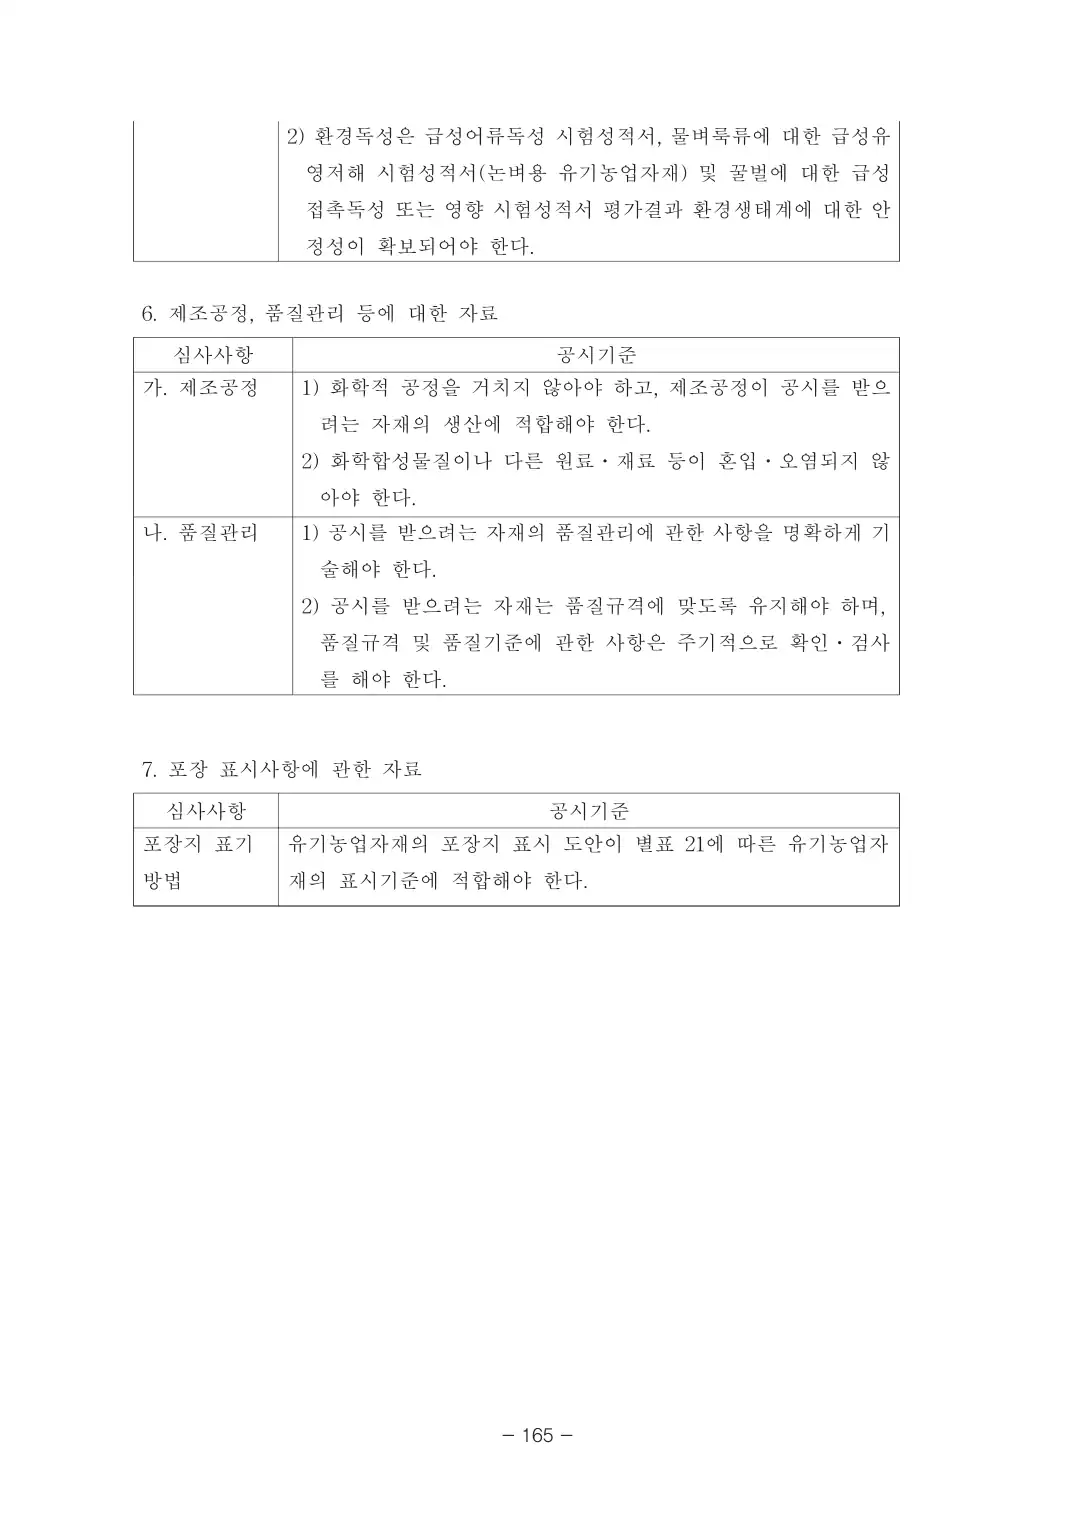 2) 환경독성은 급성어류독성 시험성적서, 물벼룩류에 대한 급성유
영저해 시험성적서(논벼용 유기농업자재) 및 꿀벌에 대한 급성
접촉독성 또는 영향 시험성적서 평가결과 환경생태계에 대한 안
정성이 확보되어야 한다.
6. 제조공정, 품질관리 등에 대한 자료
심사사항 공시기준
가. 제조공정 1) 화학적 공정을 거치지 않아야 하고, 제조공정이 공시를 받으
려는 자재의 생산에 적합해야 한다.
2) 화학합성물질이나 다른 원료・재료 등이 혼입・오염되지 않
아야 한다.
나. 품질관리 1) 공시를 받으려는 자재의 품질관리에 관한 사항을 명확하게 기
술해야 한다.
2) 공시를 받으려는 자재는 품질규격에 맞도록 유지해야 하며,
품질규격 및 품질기준에 관한 사항은 주기적으로 확인・검사
를 해야 한다.
7. 포장 표시사항에 관한 자료
심사사항 공시기준
포장지 표기 유기농업자재의 포장지 표시 도안이 별표 21에 따른 유기농업자
방법 재의 표시기준에 적합해야 한다.
- 165 -